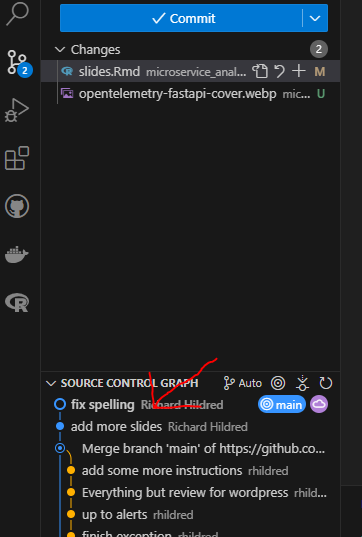 Commit
Changes 2
slides.Rmd microservice_anal... M
opentelemetry-fastapi-cover.webp mic... U
2
SOURCE CONTROL GRAPH Auto
fix spelling Richard Hildred main
add more slides Richard Hildred
Merge branch 'main' of https://github.co...
add some more instructions rhildred
Everything but review for wordpress rhild...
up to alerts rhildred
finish exception rhildred